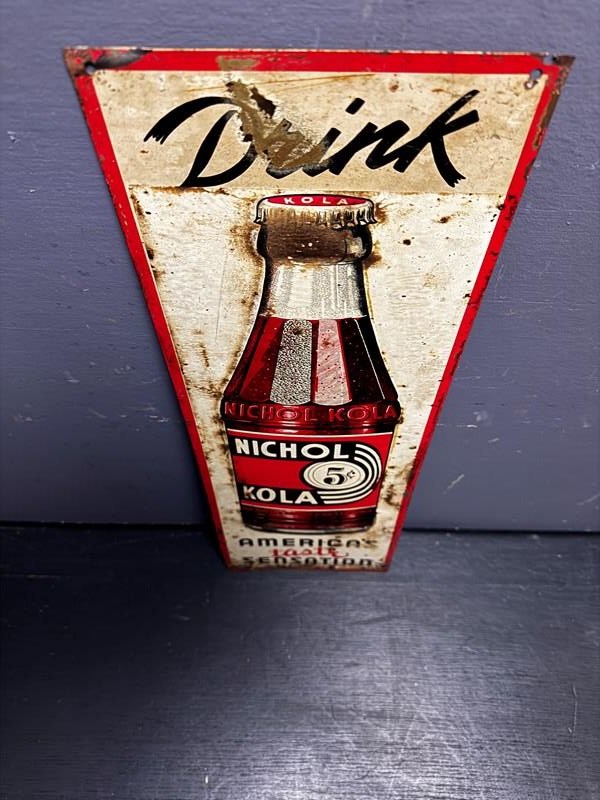 Drink
KOLA
NICHOL KOLA
NICHOL
5¢
KOLA
AMERICA'S
taste
SENSATION